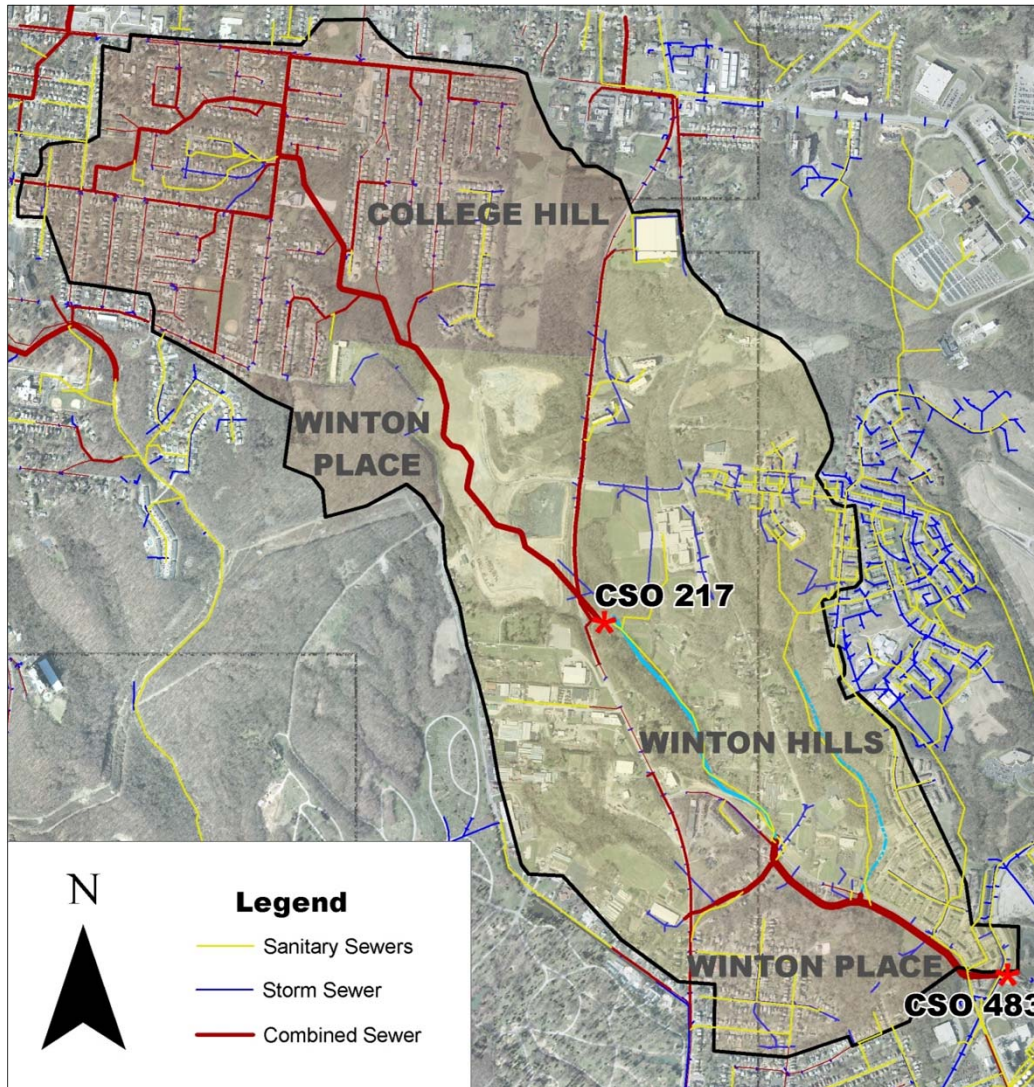 COLLEGE HILL
WINTON
PLACE
CSO 217
WINTON HILLS
WINTON PLACE
CSO 483
N
Legend
Sanitary Sewers
Storm Sewer
Combined Sewer